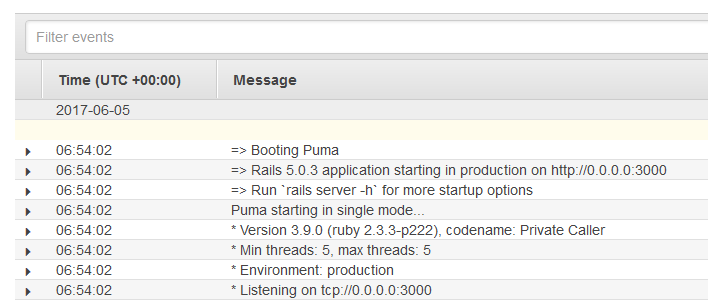 Filter events
Time (UTC +00:00) Message
2017-06-05
06:54:02 => Booting Puma
06:54:02 => Rails 5.0.3 application starting in production on http://0.0.0.0:3000
06:54:02 => Run `rails server -h` for more startup options
06:54:02 Puma starting in single mode...
06:54:02 * Version 3.9.0 (ruby 2.3.3-p222), codename: Private Caller
06:54:02 * Min threads: 5, max threads: 5
06:54:02 * Environment: production
06:54:02 * Listening on tcp://0.0.0.0:3000